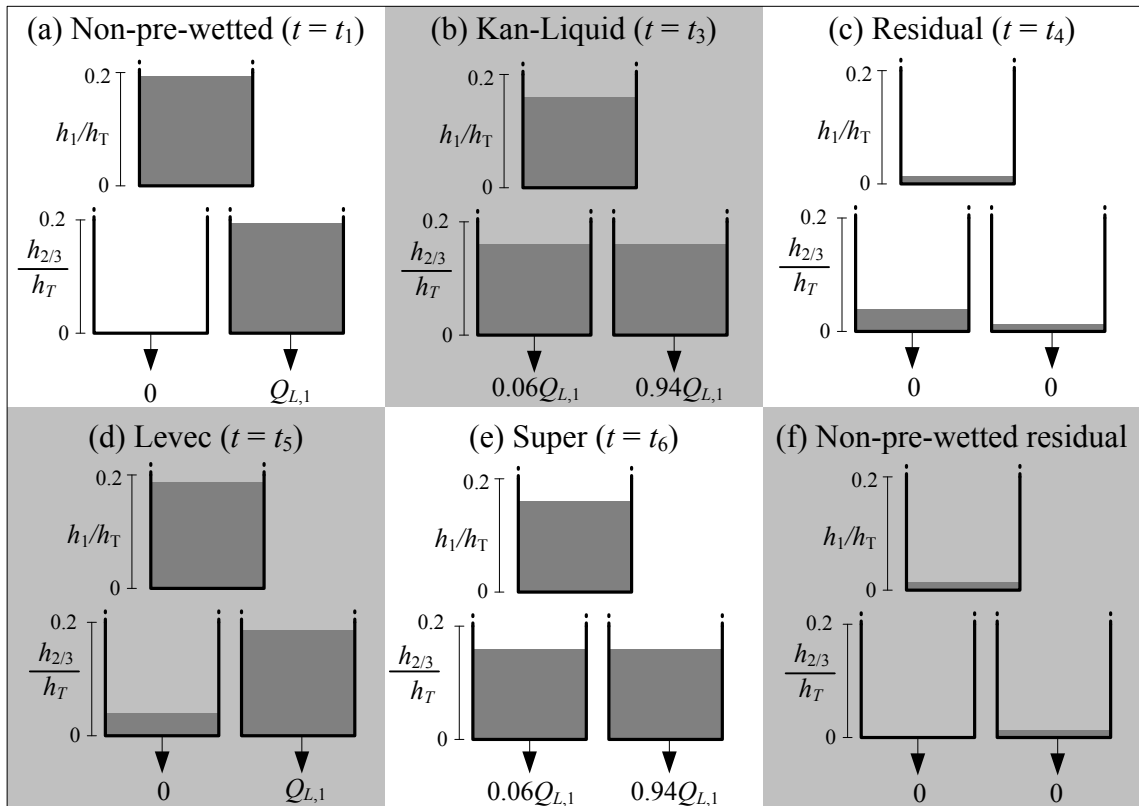 (a) Non-pre-wetted (t = t1)
0.2
h1/hT
0
0.2
h2/3
hT
0
0
QL,1
(b) Kan-Liquid (t = t3)
0.2
h1/hT
0
0.2
h2/3
hT
0
0.06QL,1
0.94QL,1
(c) Residual (t = t4)
0.2
h1/hT
0
0.2
h2/3
hT
0
0
0
(d) Levec (t = t5)
0.2
h1/hT
0
0.2
h2/3
hT
0
0
QL,1
(e) Super (t = t6)
0.2
h1/hT
0
0.2
h2/3
hT
0
0.06QL,1
0.94QL,1
(f) Non-pre-wetted residual
0.2
h1/hT
0
0.2
h2/3
hT
0
0
0